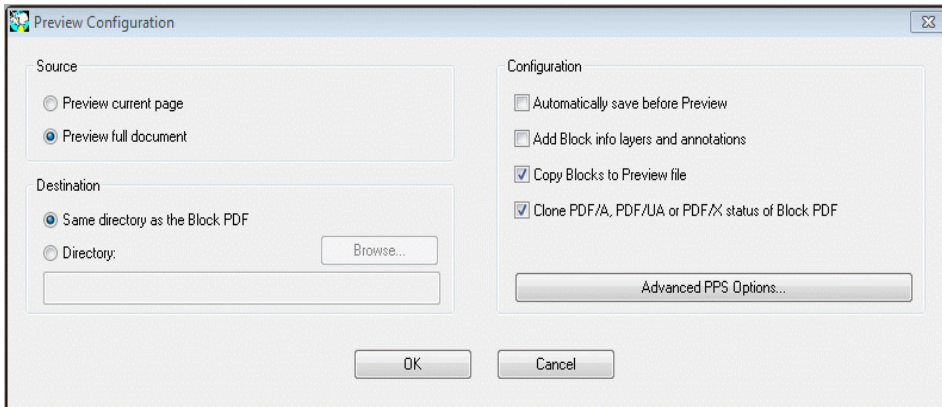 Preview Configuration
Source
Preview current page
Preview full document
Destination
Same directory as the Block PDF
Directory:
Browse...
Configuration
Automatically save before Preview
Add Block info layers and annotations
Copy Blocks to Preview file
Clone PDF/A, PDF/UA or PDF/X status of Block PDF
Advanced PPS Options...
OK
Cancel